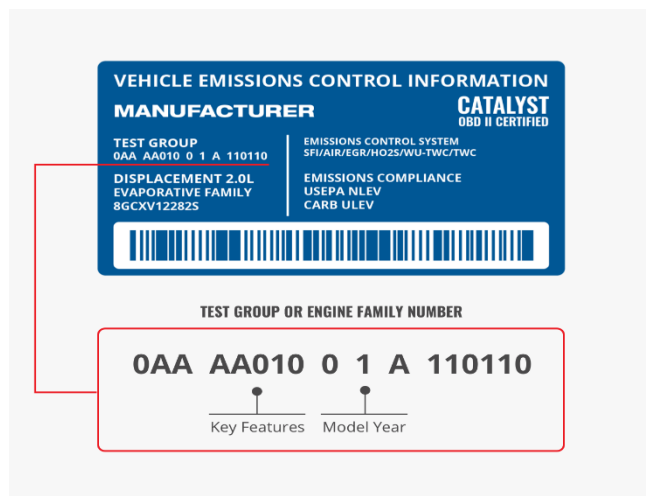 VEHICLE EMISSIONS CONTROL INFORMATION
MANUFACTURER
CATALYST
OBD II CERTIFIED
TEST GROUP
0AA AA010 0 1 A 110110
DISPLACEMENT 2.0L
EVAPORATIVE FAMILY
8GCXV12282S
EMISSIONS CONTROL SYSTEM
SFI/AIR/EGR/HO2S/WU-TWC/TWC
EMISSIONS COMPLIANCE
USEPA NLEV
CARB ULEV
TEST GROUP OR ENGINE FAMILY NUMBER
0AA AA010 0 1 A 110110
Key Features Model Year